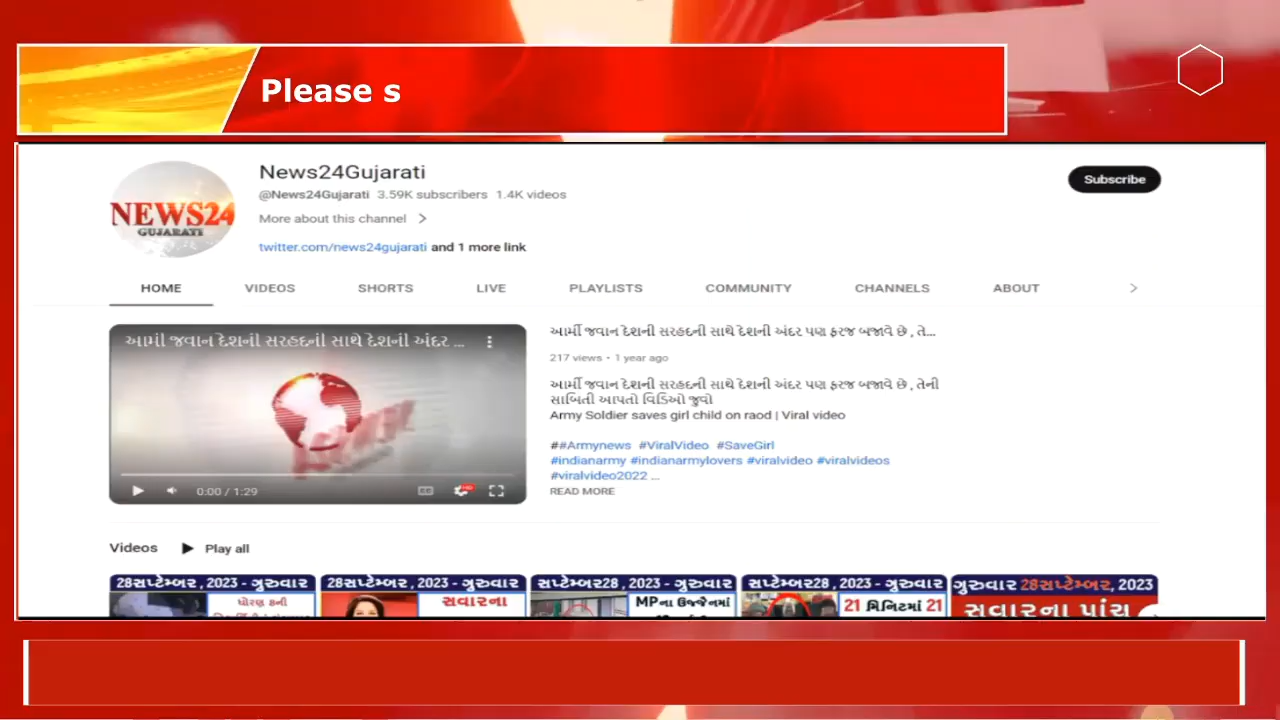 Please s
News24Gujarati
@News24Gujarati 3.59K subscribers 1.4K videos
More about this channel
twitter.com/news24gujarati and 1 more link
Subscribe
NEWS24
GUJARATI
HOME VIDEOS SHORTS LIVE PLAYLISTS COMMUNITY CHANNELS ABOUT
આર્મી જવાન દેશની સરહદની સાથે દેશની અંદર ...
0:00 / 1:29
HD
આર્મી જવાન દેશની સરહદની સાથે દેશની અંદર પણ ફરજ બજાવે છે , તે...
217 views • 1 year ago
આર્મી જવાન દેશની સરહદની સાથે દેશની અંદર પણ ફરજ બજાવે છે , તેની
સાબિતી આપતો વિડિઓ જુવો
Army Soldier saves girl child on raod | Viral video
##Armynews #ViralVideo #SaveGirl
#indianarmy #indianarmylovers #viralvideo #viralvideos
#viralvideo2022 ...
READ MORE
Videos Play all
28સપ્ટેમ્બર , 2023 - ગુરુવાર
ધોરણ 8ની
28સપ્ટેમ્બર , 2023 - ગુરુવાર
સવારના
સપ્ટેમ્બર28 , 2023 - ગુરુવાર
MPના ઉજ્જૈનમાં
સપ્ટેમ્બર28 , 2023 - ગુરુવાર
21 મિનિટમાં 21
ગુરુવાર 28સપ્ટેમ્બર, 2023
સવારના પાંચ